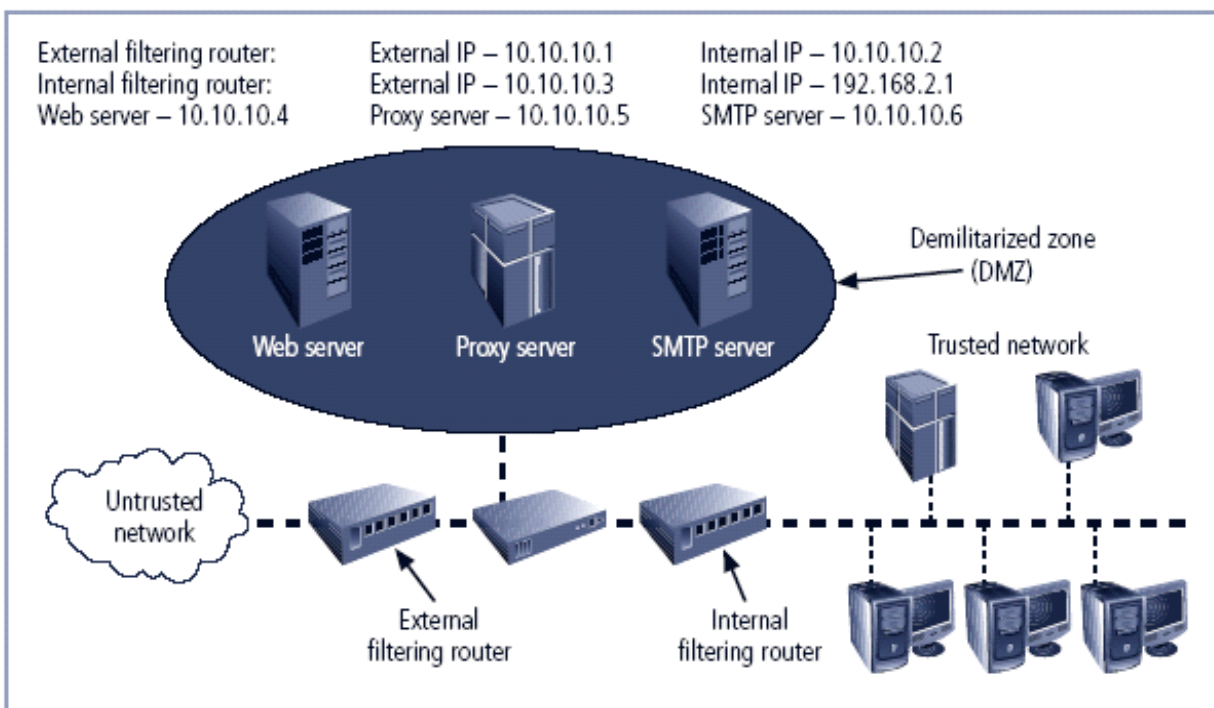 External filtering router: External IP – 10.10.10.1 Internal IP – 10.10.10.2
Internal filtering router: External IP – 10.10.10.3 Internal IP – 192.168.2.1
Web server – 10.10.10.4 Proxy server – 10.10.10.5 SMTP server – 10.10.10.6
Web server
Proxy server
SMTP server
Demilitarized zone
(DMZ)
Trusted network
Untrusted
network
External
filtering router
Internal
filtering router